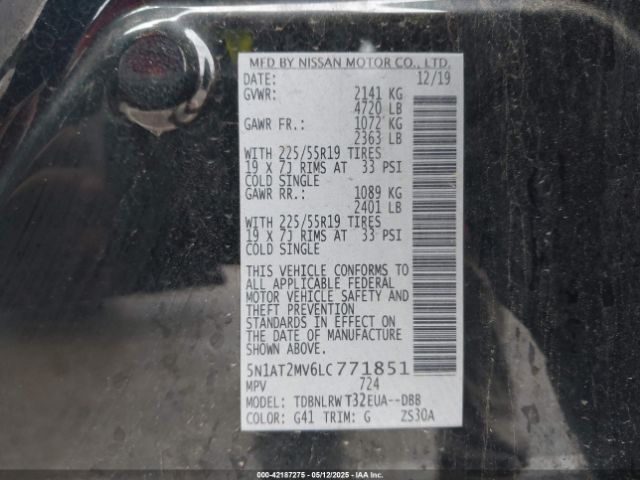 MFD BY NISSAN MOTOR CO., LTD.
DATE: 12/19
GVWR: 2141 KG
4720 LB
GAWR FR.: 1072 KG
2363 LB
WITH 225/55R19 TIRES
19 X 7J RIMS AT 33 PSI
COLD SINGLE
GAWR RR.: 1089 KG
2401 LB
WITH 225/55R19 TIRES
19 X 7J RIMS AT 33 PSI
COLD SINGLE
THIS VEHICLE CONFORMS TO
ALL APPLICABLE FEDERAL
MOTOR VEHICLE SAFETY AND
THEFT PREVENTION
STANDARDS IN EFFECT ON
THE DATE OF MANUFACTURE
SHOWN ABOVE.
5N1AT2MV6LC771851
MPV 724
MODEL: TDBNLRW T32EUA--DBB
COLOR: G41 TRIM: G ZS30A
000-42187275 - 05/12/2025 - IAAI.COM